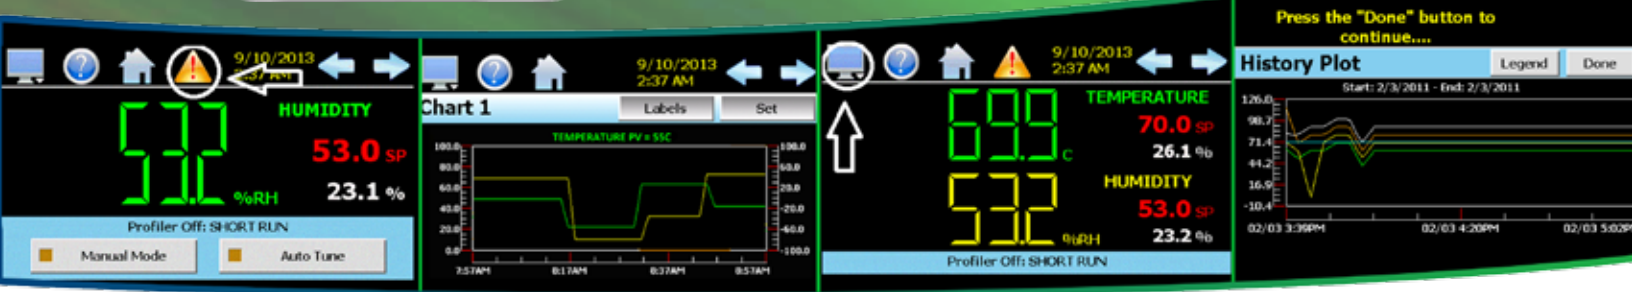 9/10/2013
2:37 AM
HUMIDITY
53.2 %RH
53.0 SP
23.1 %
Profiler Off: SHORT RUN
Manual Mode
Auto Tune
9/10/2013
2:37 AM
Chart 1
Labels
Set
TEMPERATURE PV = 55C
100.0
80.0
60.0
40.0
20.0
0.0
100.0
60.0
20.0
-20.0
-60.0
-100.0
7:57AM
8:17AM
8:37AM
8:57AM
9/10/2013
2:37 AM
TEMPERATURE
69.9 C
70.0 SP
26.1 %
HUMIDITY
53.2 %RH
53.0 SP
23.2 %
Profiler Off: SHORT RUN
Press the "Done" button to
continue....
History Plot
Legend
Done
Start: 2/3/2011 - End: 2/3/2011
126.0
98.7
71.4
44.2
16.9
-10.4
02/03 3:39PM
02/03 4:20PM
02/03 5:02PM